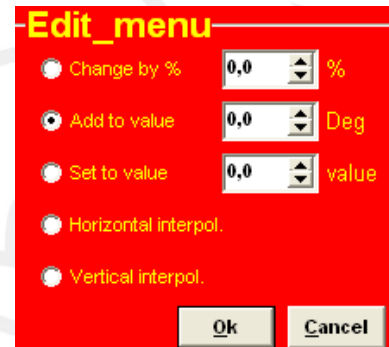 Edit_menu
Change by % 0,0 %
Add to value 0,0 Deg
Set to value 0,0 value
Horizontal interpol.
Vertical interpol.
Ok Cancel